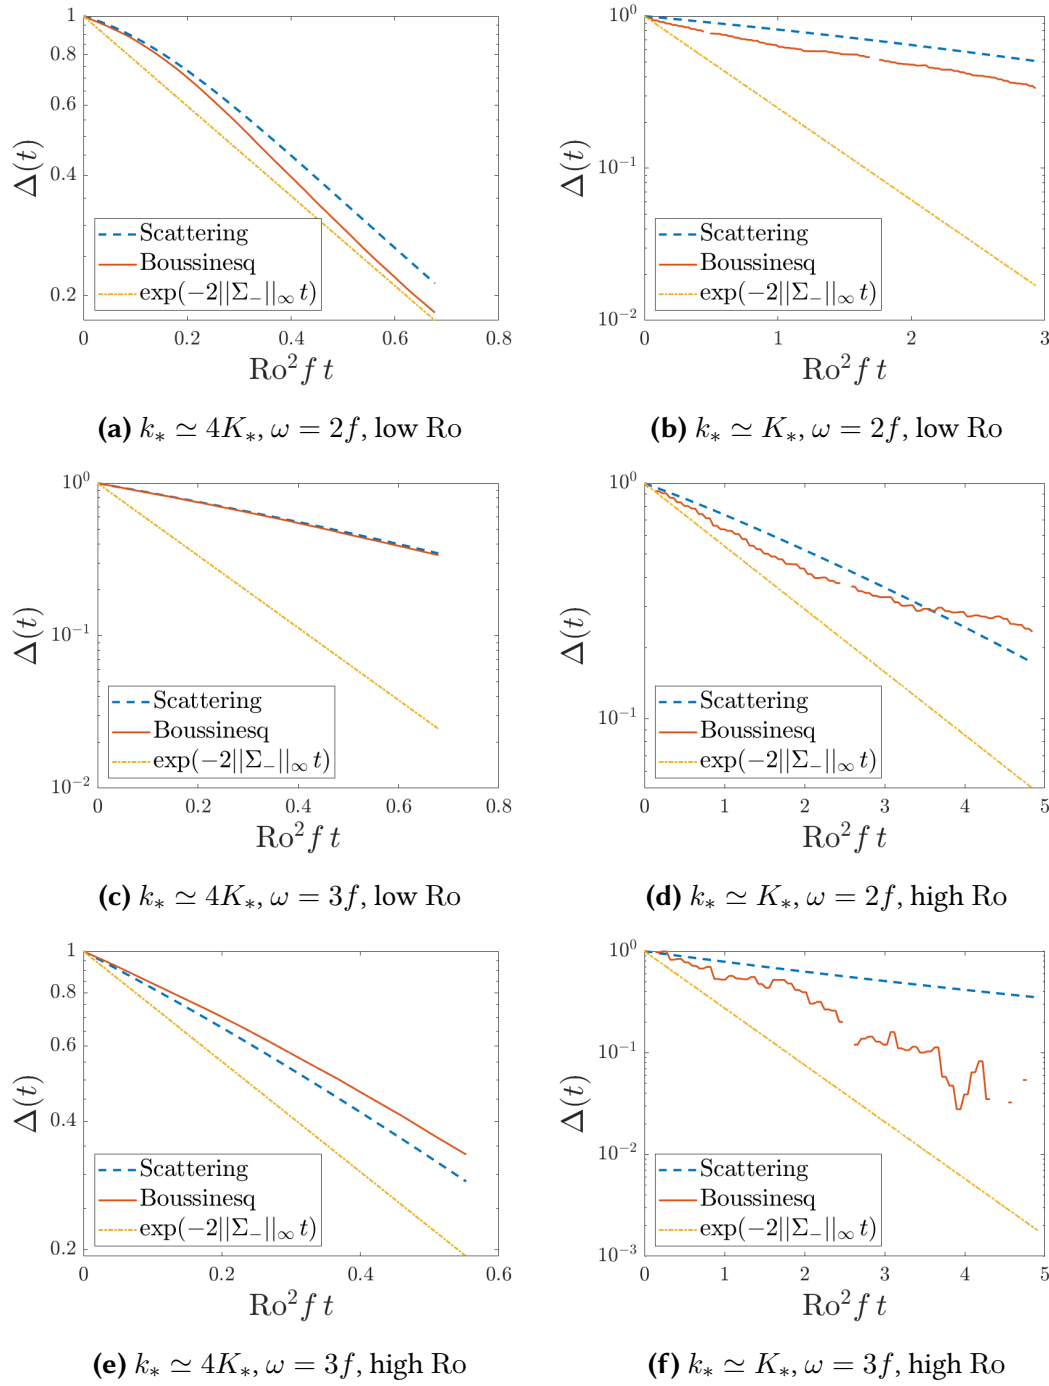 1
0.8
0.6
0.4
0.2
Δ(t)
Scattering
Boussinesq
exp(−2||Σ₋||∞ t)
0 0.2 0.4 0.6 0.8
Ro² f t
(a) k∗ ≃ 4K∗, ω = 2f, low Ro
10⁰
10⁻¹
10⁻²
Δ(t)
Scattering
Boussinesq
exp(−2||Σ₋||∞ t)
0 1 2 3
Ro² f t
(b) k∗ ≃ K∗, ω = 2f, low Ro
10⁰
10⁻¹
10⁻²
Δ(t)
Scattering
Boussinesq
exp(−2||Σ₋||∞ t)
0 0.2 0.4 0.6 0.8
Ro² f t
(c) k∗ ≃ 4K∗, ω = 3f, low Ro
10⁰
10⁻¹
Δ(t)
Scattering
Boussinesq
exp(−2||Σ₋||∞ t)
0 1 2 3 4 5
Ro² f t
(d) k∗ ≃ K∗, ω = 2f, high Ro
1
0.8
0.6
0.4
0.2
Δ(t)
Scattering
Boussinesq
exp(−2||Σ₋||∞ t)
0 0.2 0.4 0.6
Ro² f t
(e) k∗ ≃ 4K∗, ω = 3f, high Ro
10⁰
10⁻¹
10⁻²
10⁻³
Δ(t)
Scattering
Boussinesq
exp(−2||Σ₋||∞ t)
0 1 2 3 4 5
Ro² f t
(f) k∗ ≃ K∗, ω = 3f, high Ro